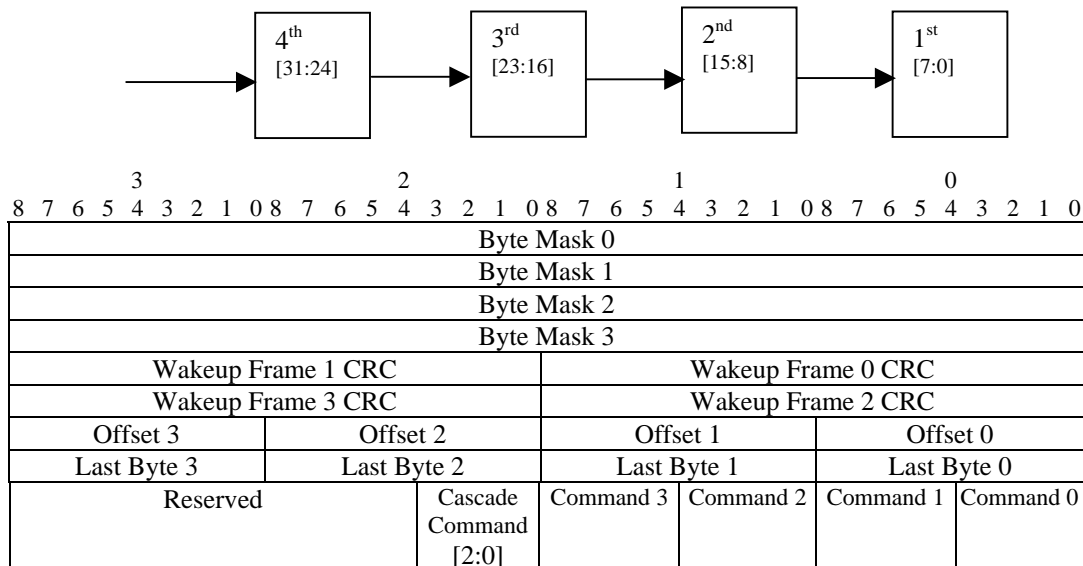 4th 3rd 2nd 1st
[31:24] [23:16] [15:8] [7:0]
3 2 1 0
8 7 6 5 4 3 2 1 0 8 7 6 5 4 3 2 1 0 8 7 6 5 4 3 2 1 0 8 7 6 5 4 3 2 1 0
Byte Mask 0
Byte Mask 1
Byte Mask 2
Byte Mask 3
Wakeup Frame 1 CRC Wakeup Frame 0 CRC
Wakeup Frame 3 CRC Wakeup Frame 2 CRC
Offset 3 Offset 2 Offset 1 Offset 0
Last Byte 3 Last Byte 2 Last Byte 1 Last Byte 0
Reserved Cascade Command 3 Command 2 Command 1 Command 0
Command
[2:0]